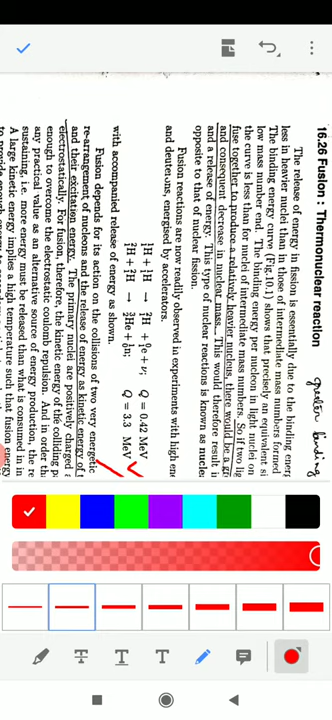 16.26 Fusion : Thermonuclear reaction
greater binding
The release of energy in fission is essentially due to the binding ener
less in heavier nuclei than in those of intermediate mass numbers formed
The binding energy curve (Fig.10.1) shows that precisely an equivalent si
low mass number end. The binding energy per nucleon in light nuclei on
the curve is less than for nuclei of intermediate mass numbers. So if two lig
fuse together to produce a relatively heavier nucleus, there would be a gr
and consequent decrease in nuclear mass. This would therefore result i
and a release of energy. This type of nuclear reactions is known as nuclea
opposite to that of nuclear fission.
Fusion reactions are now readily observed in experiments with high ene
and deuterons, energised by accelerators.
¹₁H + ¹₁H → ²₁H + ⁰₁e + ν; Q = 0.42 MeV
²₁H + ²₁H → ³₂He + ¹₀n; Q = 3.3 MeV
with accompanied release of energy as shown.
Fusion depends for its action on the collisions of two very energetic
re-arrangement of nucleons and the release of energy as kinetic energy of t
and their excitation energy. The primary nuclei are positively charged a
electrostatically. For fusion, therefore, the kinetic energy of the colliding pa
enough to overcome the electrostatic coulomb repulsion. And in order th
any practical value as an alternative source of energy production, the re
sustaining, i.e. more energy must be released than what is consumed in in
A large kinetic energy implies a high temperature such that fusion energy